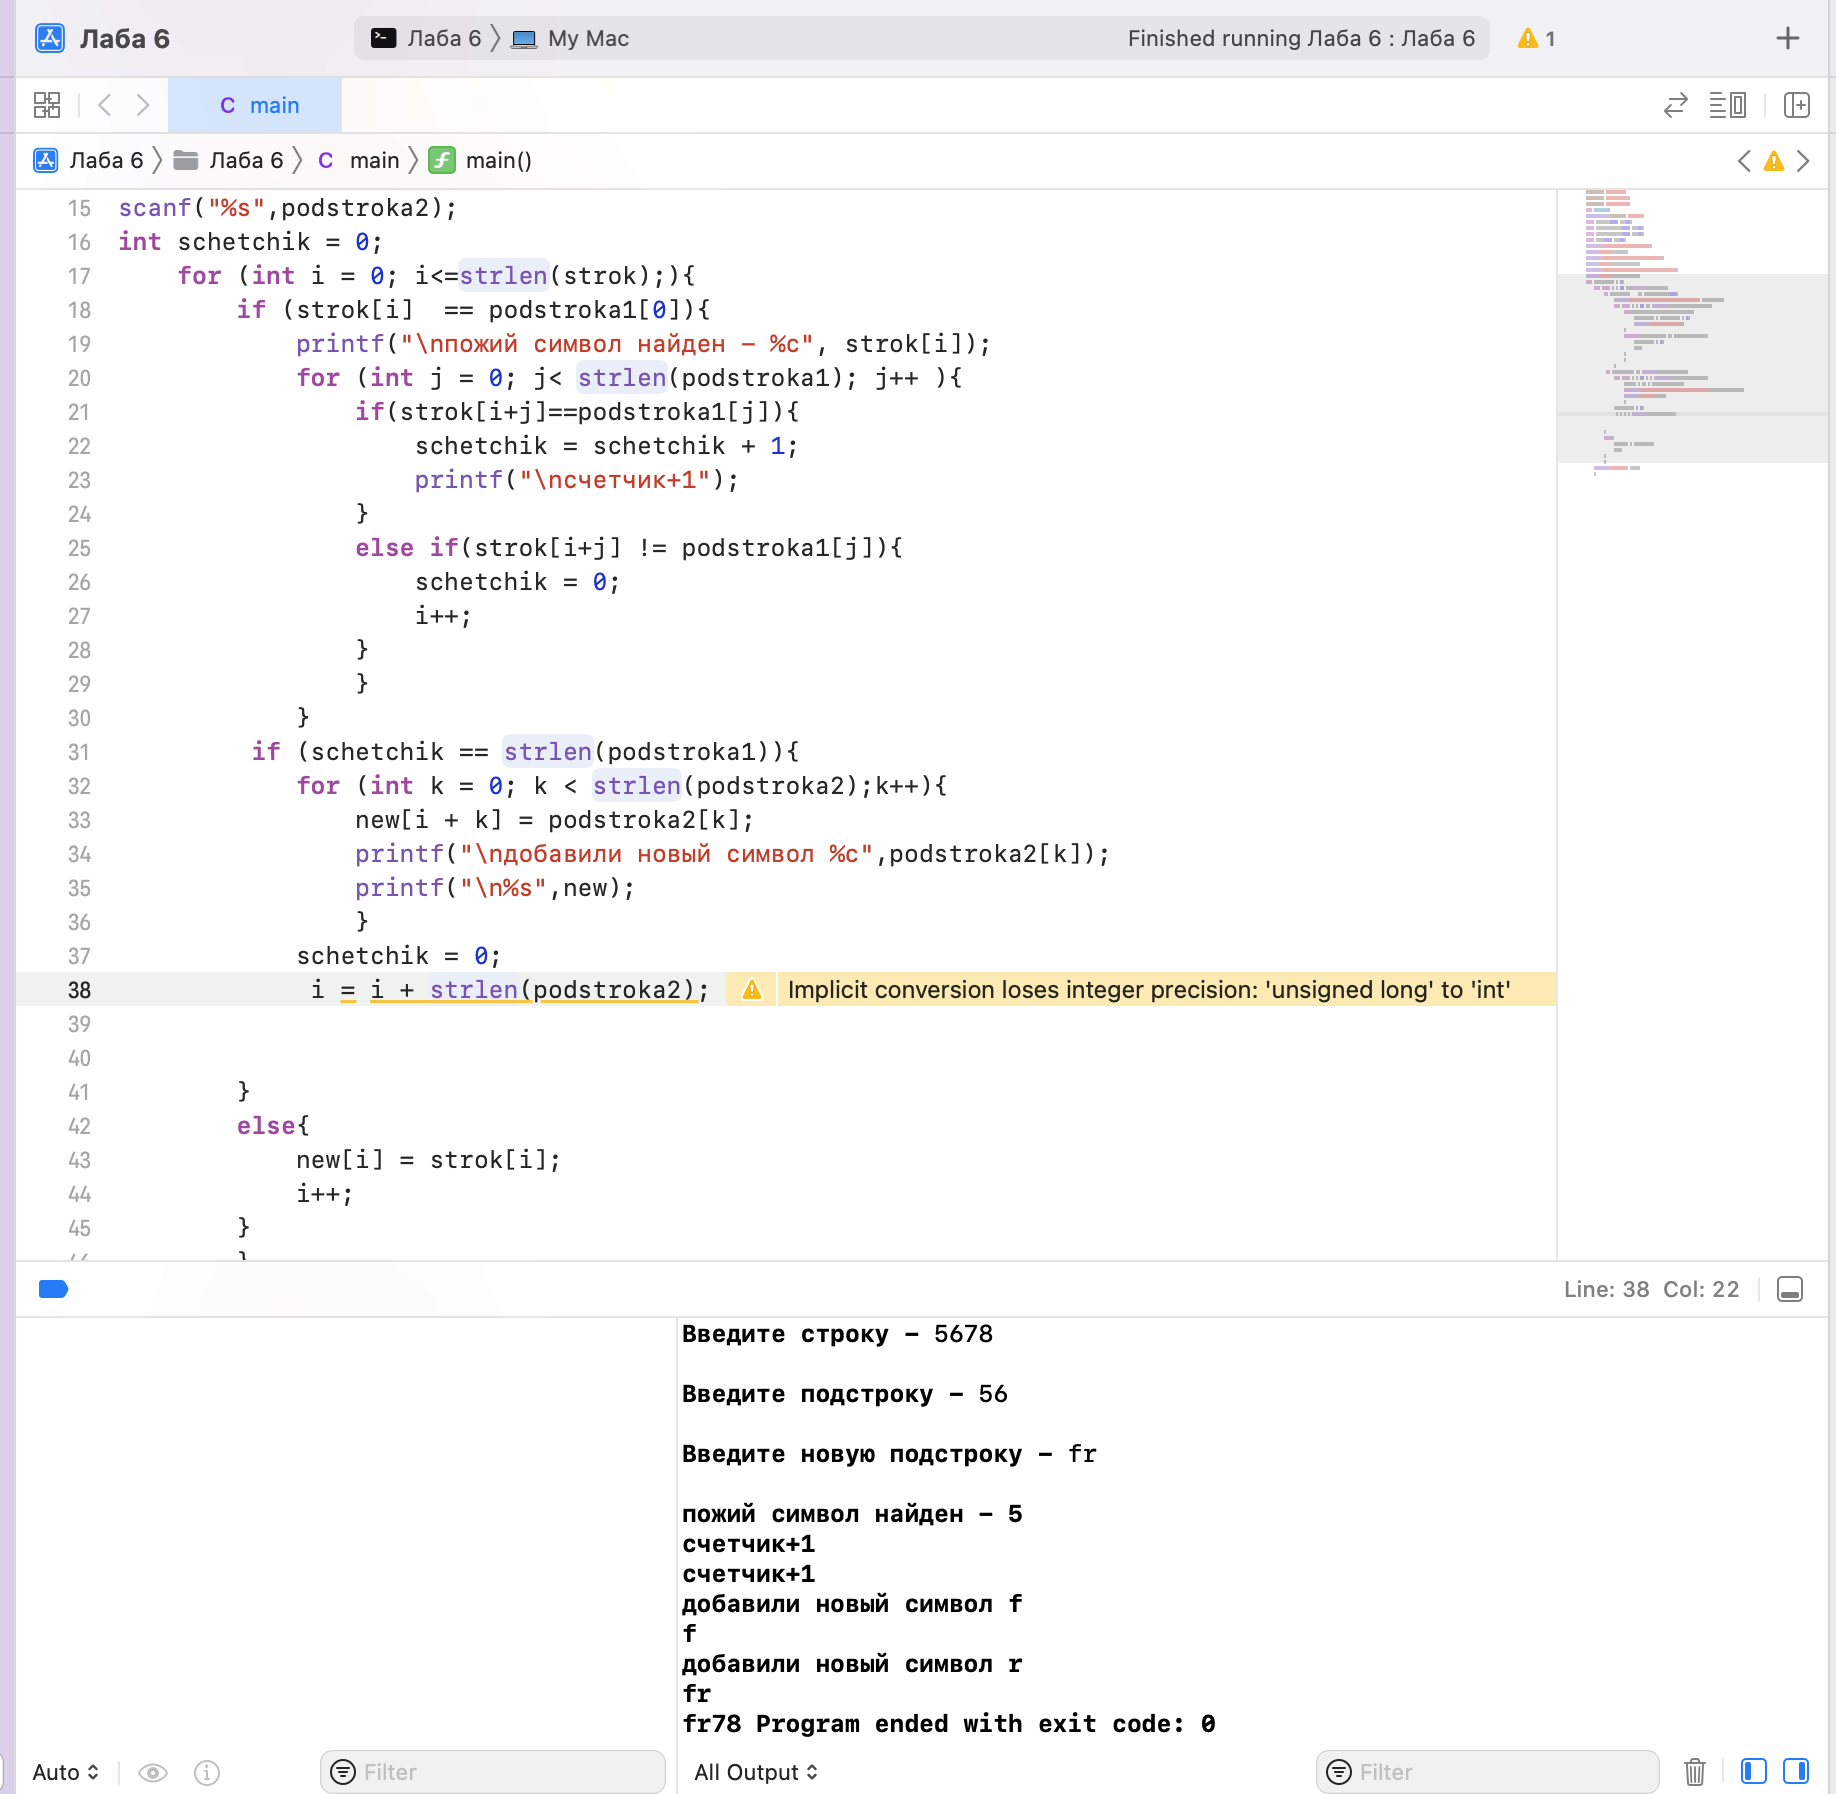 Лаба 6
Лаба 6 〉 My Mac
Finished running Лаба 6 : Лаба 6
1
C main
Лаба 6 〉 Лаба 6 〉 C main 〉 f main()
15 scanf("%s",podstroka2);
16 int schetchik = 0;
17     for (int i = 0; i<=strlen(strok);){
18         if (strok[i]  == podstroka1[0]){
19             printf("\nпожий символ найден – %c", strok[i]);
20             for (int j = 0; j< strlen(podstroka1); j++ ){
21                 if(strok[i+j]==podstroka1[j]){
22                     schetchik = schetchik + 1;
23                     printf("\nсчетчик+1");
24                 }
25                 else if(strok[i+j] != podstroka1[j]){
26                     schetchik = 0;
27                     i++;
28                 }
29                 }
30             }
31          if (schetchik == strlen(podstroka1)){
32             for (int k = 0; k < strlen(podstroka2);k++){
33                 new[i + k] = podstroka2[k];
34                 printf("\nдобавили новый символ %c",podstroka2[k]);
35                 printf("\n%s",new);
36                 }
37             schetchik = 0;
38              i = i + strlen(podstroka2); Implicit conversion loses integer precision: 'unsigned long' to 'int'
39
40
41         }
42         else{
43             new[i] = strok[i];
44             i++;
45         }
46         }
Line: 38 Col: 22
Введите строку – 5678
Введите подстроку – 56
Введите новую подстроку – fr
пожий символ найден – 5
счетчик+1
счетчик+1
добавили новый символ f
f
добавили новый символ r
fr
fr78 Program ended with exit code: 0
Auto
Filter
All Output
Filter